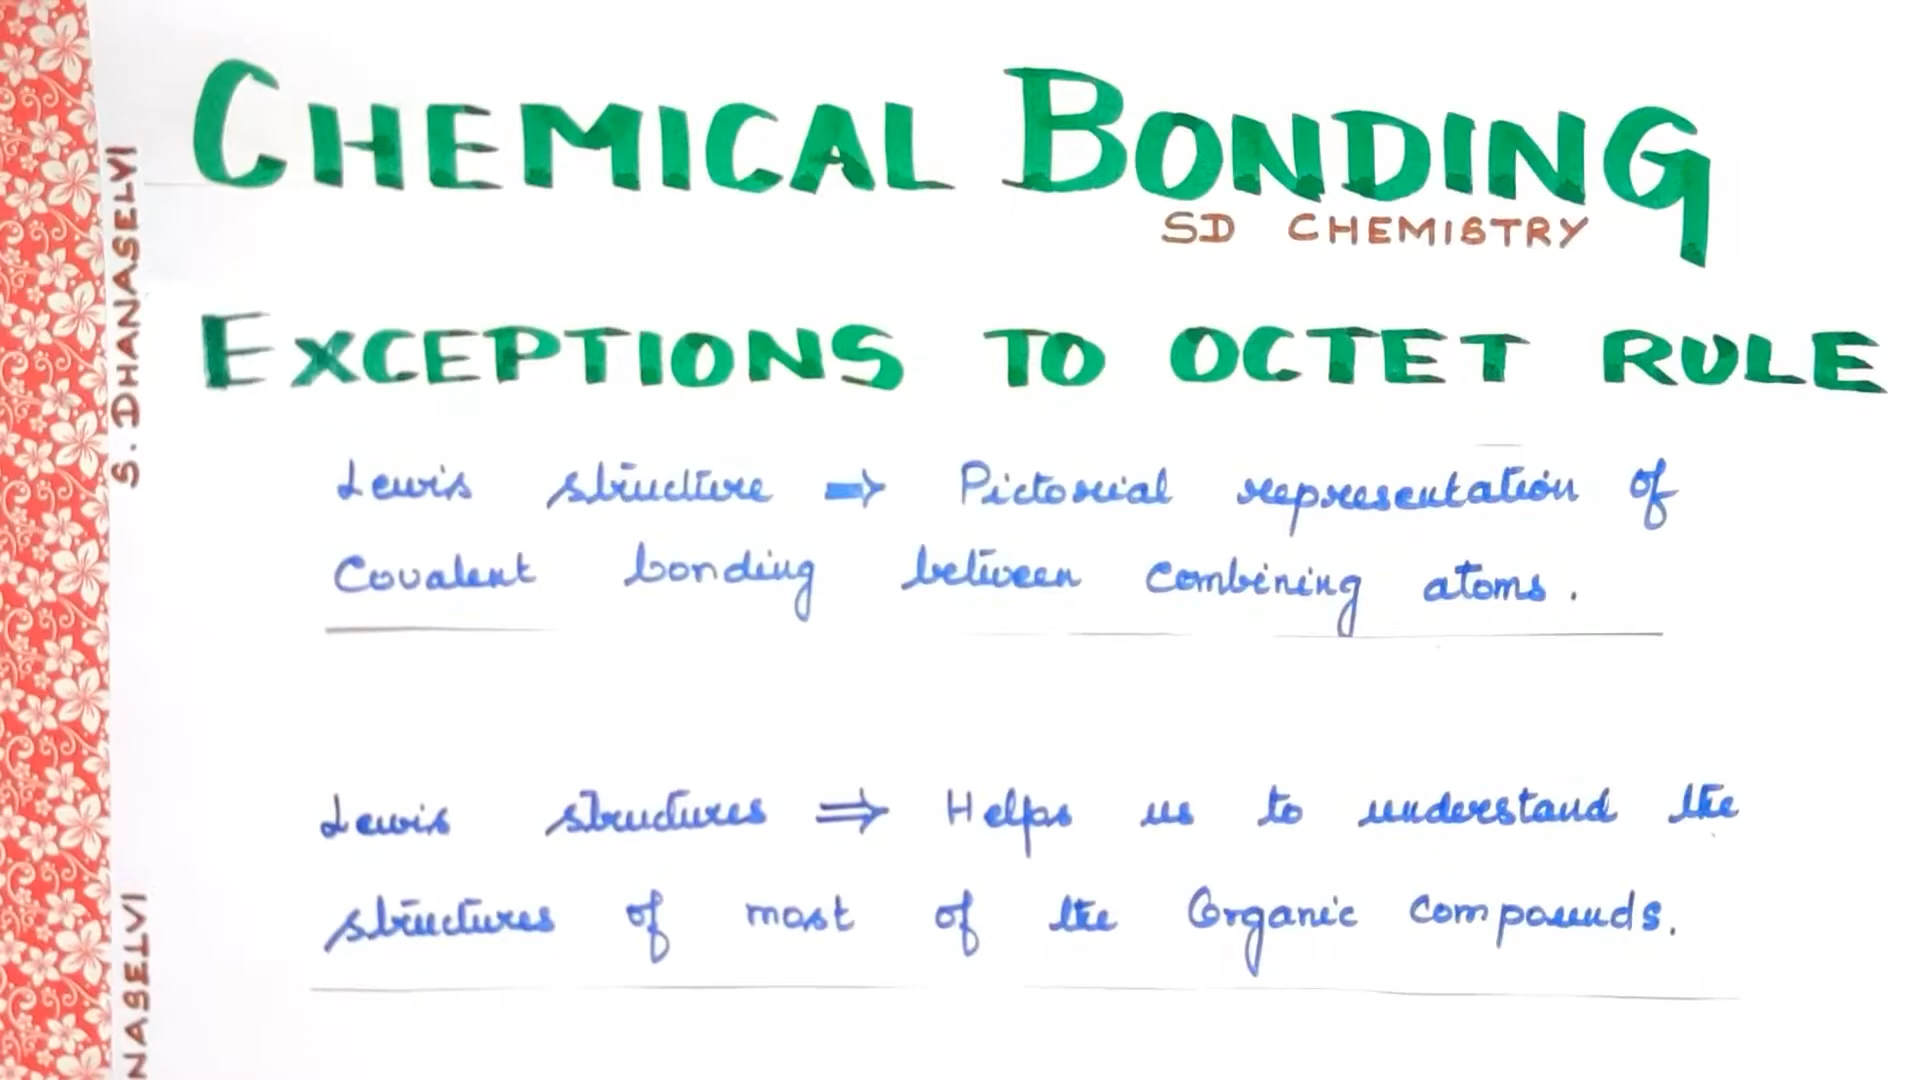 CHEMICAL BONDING
SD CHEMISTRY
EXCEPTIONS TO OCTET RULE
Lewis structure ➡ Pictorial representation of
Covalent bonding between combining atoms.
Lewis structures ⇒ Helps us to understand the
structures of most of the Organic compounds.
S. DHANASELVI
NASELVI